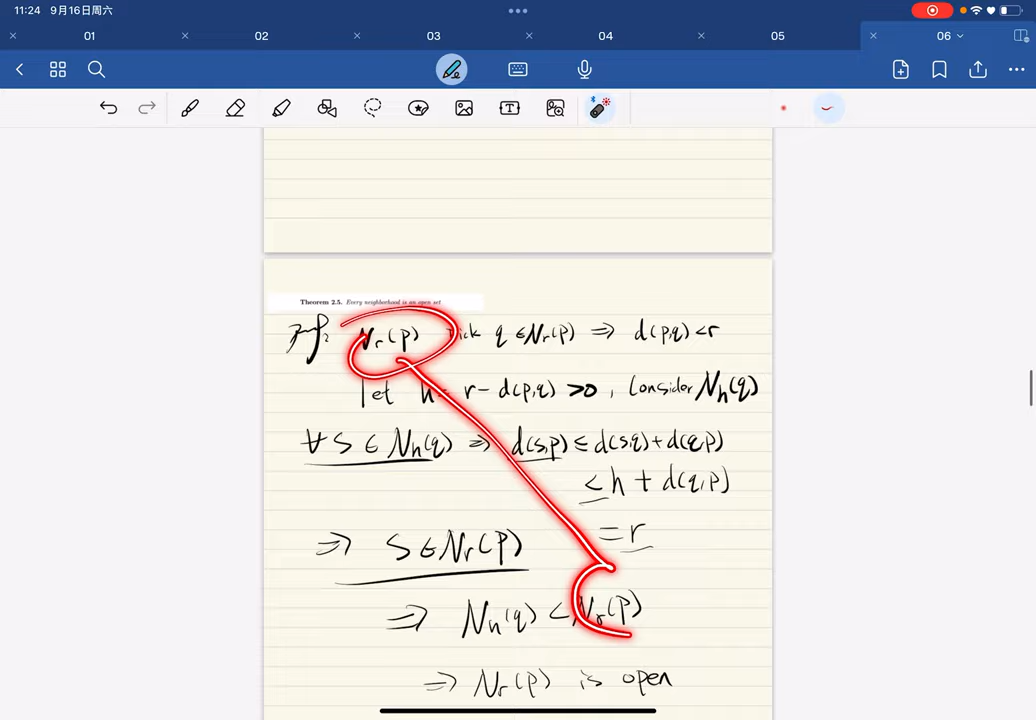 11:24 9月16日周六
01 02 03 04 05 06
Theorem 2.5. Every neighborhood is an open set
proof: Nr(p) pick q ∈ Nr(p) ⇒ d(p,q) < r
let h = r - d(p,q) > 0, consider Nh(q)
∀ s ∈ Nh(q) ⇒ d(s,p) ≤ d(s,q) + d(q,p)
< h + d(q,p)
= r
⇒ s ∈ Nr(p)
⇒ Nh(q) ⊂ Nr(p)
⇒ Nr(p) is open